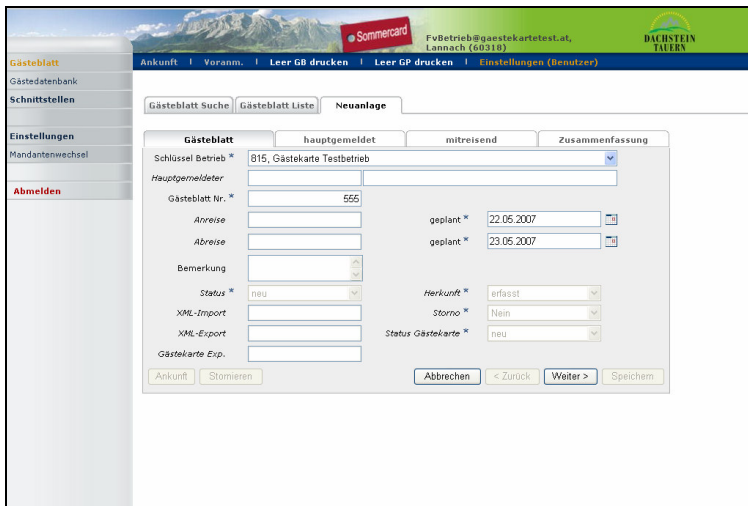 Sommercard
FvBetrieb@gaestekartetest.at,
Lannach (60318)
DACHSTEIN
TAUERN
Gästeblatt
Gästedatenbank
Schnittstellen
Einstellungen
Mandantenwechsel
Abmelden
Ankunft | Voranm. | Leer GB drucken | Leer GP drucken | Einstellungen (Benutzer)
Gästeblatt Suche Gästeblatt Liste Neuanlage
Gästeblatt hauptgemeldet mitreisend Zusammenfassung
Schlüssel Betrieb * 815, Gästekarte Testbetrieb
Hauptgemeldeter
Gästeblatt Nr. * 555
Anreise geplant * 22.05.2007
Abreise geplant * 23.05.2007
Bemerkung
Status * neu Herkunft * erfasst
XML-Import Storno * Nein
XML-Export Status Gästekarte * neu
Gästekarte Exp.
Ankunft Stornieren Abbrechen < Zurück Weiter > Speichern